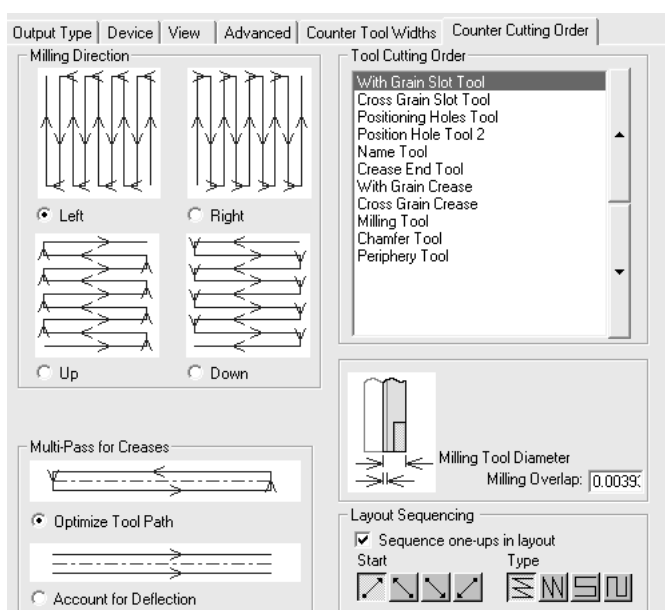 Output Type Device View Advanced Counter Tool Widths Counter Cutting Order
Milling Direction
Left
Right
Up
Down
Multi-Pass for Creases
Optimize Tool Path
Account for Deflection
Tool Cutting Order
With Grain Slot Tool
Cross Grain Slot Tool
Positioning Holes Tool
Position Hole Tool 2
Name Tool
Crease End Tool
With Grain Crease
Cross Grain Crease
Milling Tool
Chamfer Tool
Periphery Tool
Milling Tool Diameter
Milling Overlap:
Layout Sequencing
Sequence one-ups in layout
Start Type